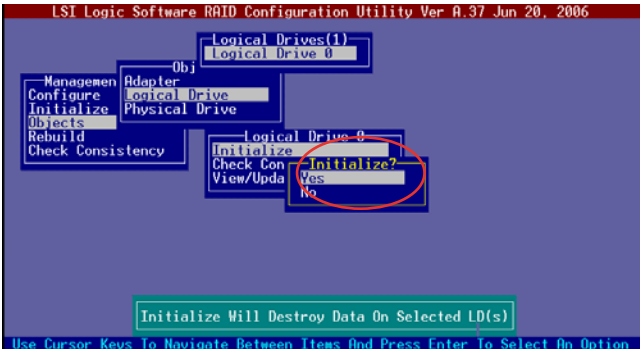 LSI Logic Software RAID Configuration Utility Ver A.37 Jun 20, 2006
Logical Drives(1)
Logical Drive 0
Obj
Adapter
Logical Drive
Physical Drive
Managemen
Configure
Initialize
Objects
Rebuild
Check Consistency
Logical Drive 0
Initialize
Check Con
View/Upda
Initialize?
Yes
No
Initialize Will Destroy Data On Selected LD(s)
Use Cursor Keys To Navigate Between Items And Press Enter To Select An Option